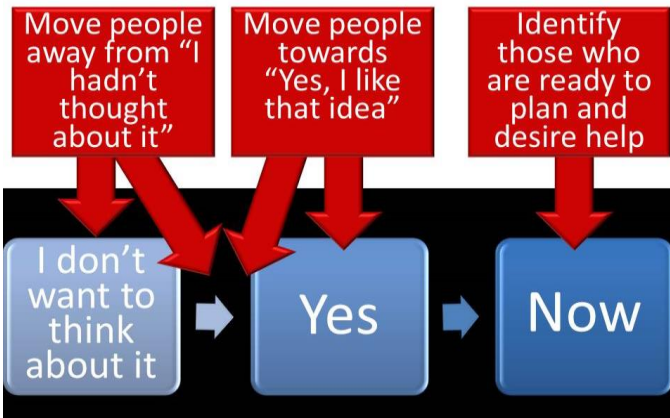 Move people
away from “I
hadn’t
thought
about it”
Move people
towards
“Yes, I like
that idea”
Identify
those who
are ready to
plan and
desire help
I don’t
want to
think
about it
Yes
Now